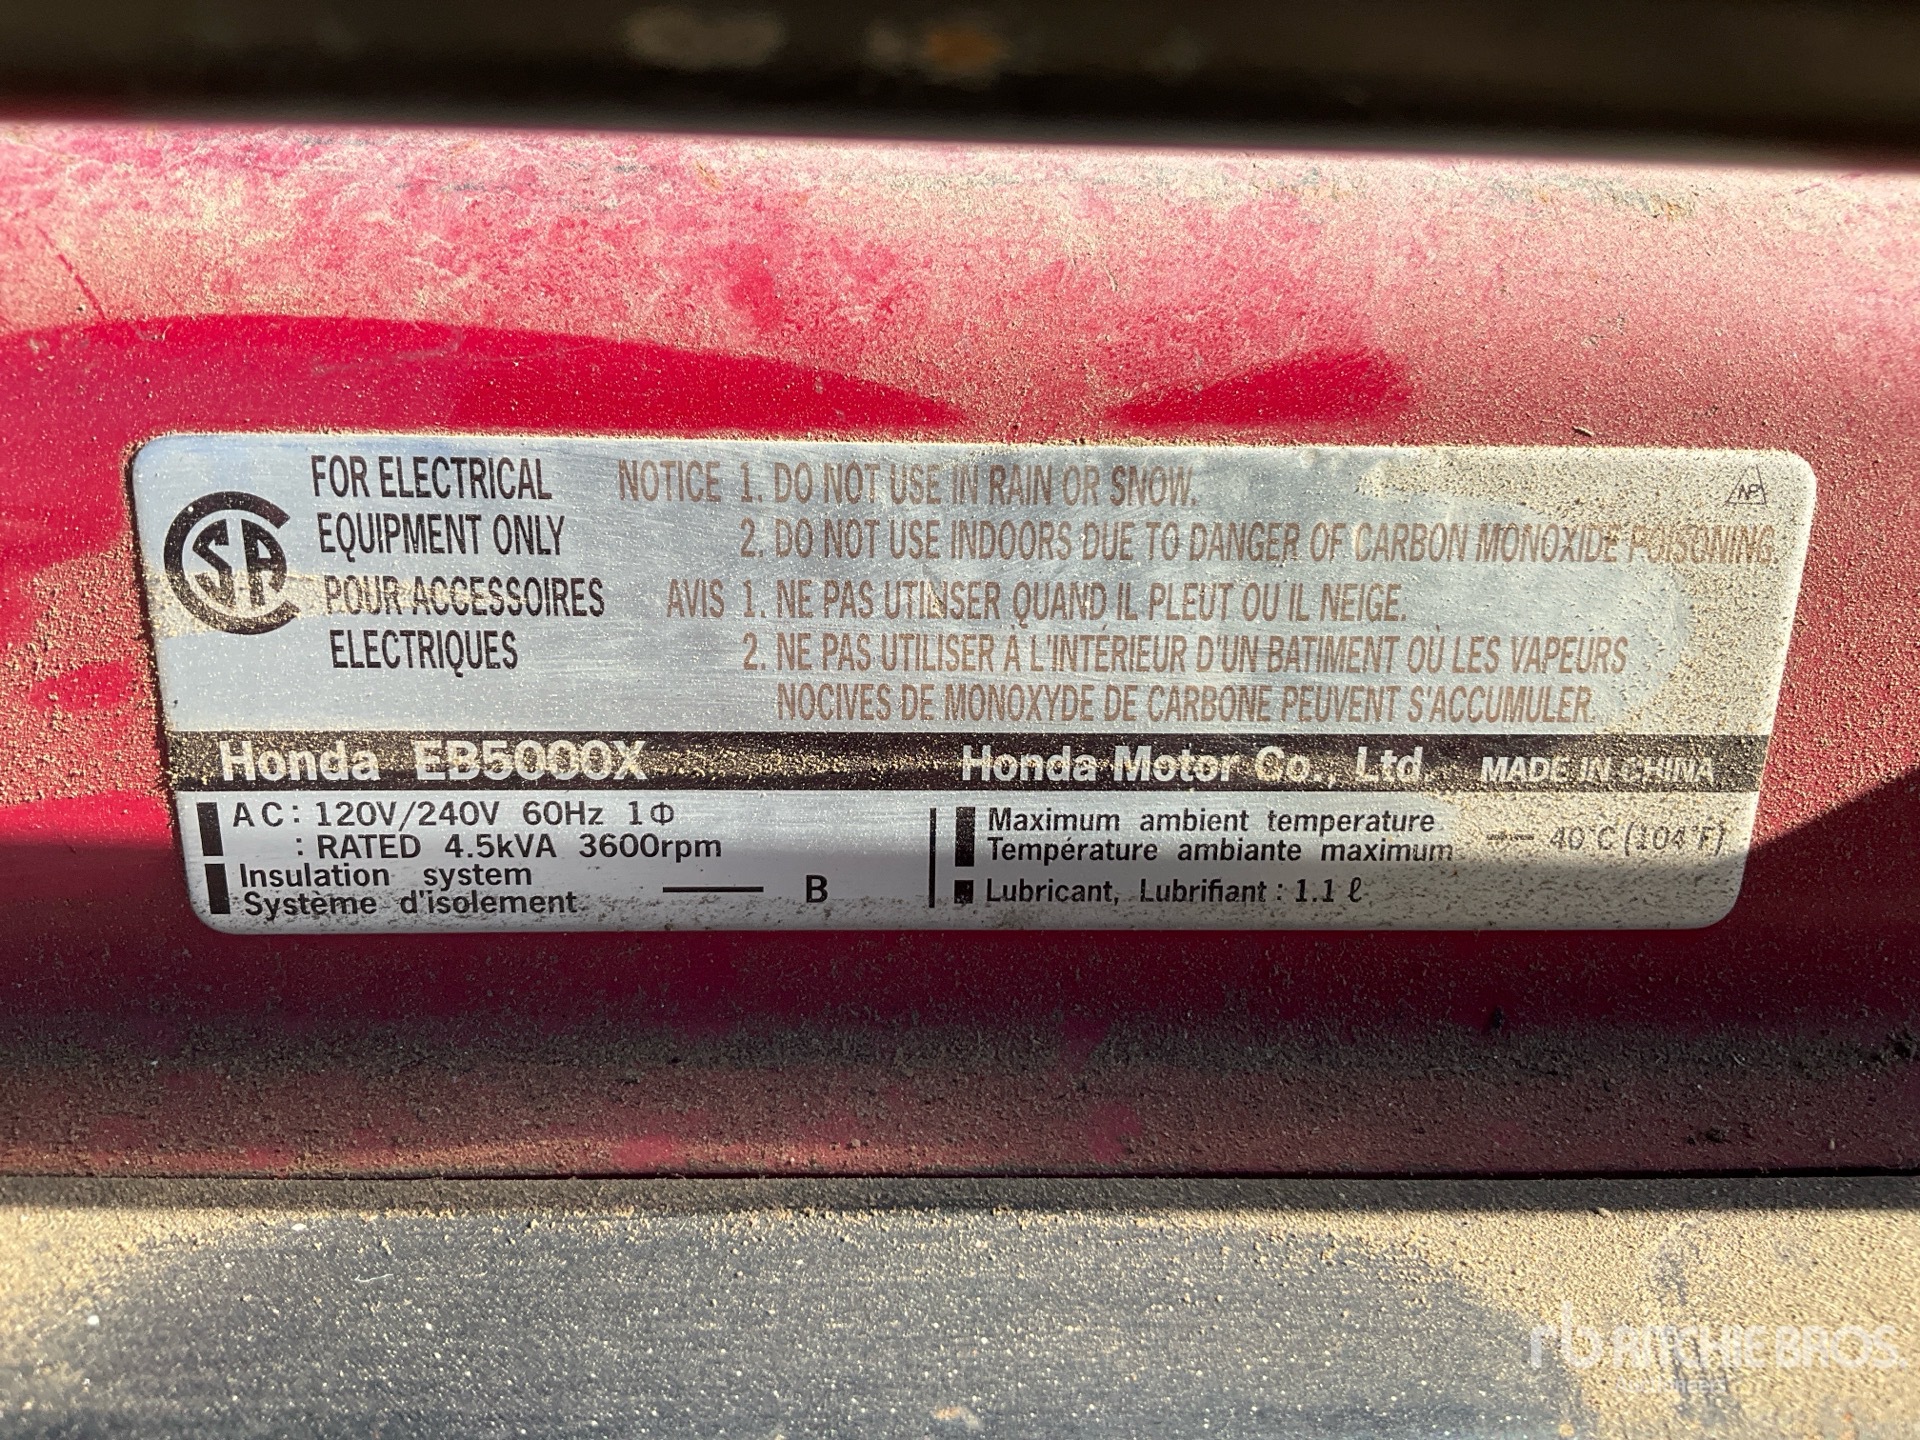 CSA
FOR ELECTRICAL
EQUIPMENT ONLY
POUR ACCESSOIRES
ELECTRIQUES
NOTICE 1. DO NOT USE IN RAIN OR SNOW.
2. DO NOT USE INDOORS DUE TO DANGER OF CARBON MONOXIDE POISONING.
AVIS 1. NE PAS UTILISER QUAND IL PLEUT OU IL NEIGE.
2. NE PAS UTILISER À L'INTÉRIEUR D'UN BATIMENT OU LES VAPEURS
NOCIVES DE MONOXYDE DE CARBONE PEUVENT S'ACCUMULER.
NP
Honda EB5000X
Honda Motor Co., Ltd. MADE IN CHINA
AC: 120V/240V 60Hz 1Φ
: RATED 4.5kVA 3600rpm
Insulation system
Système d'isolement — B
Maximum ambient temperature
Température ambiante maximum — 40°C (104°F)
Lubricant, Lubrifiant : 1.1 ℓ
rb RITCHIE BROS.
Auctioneers